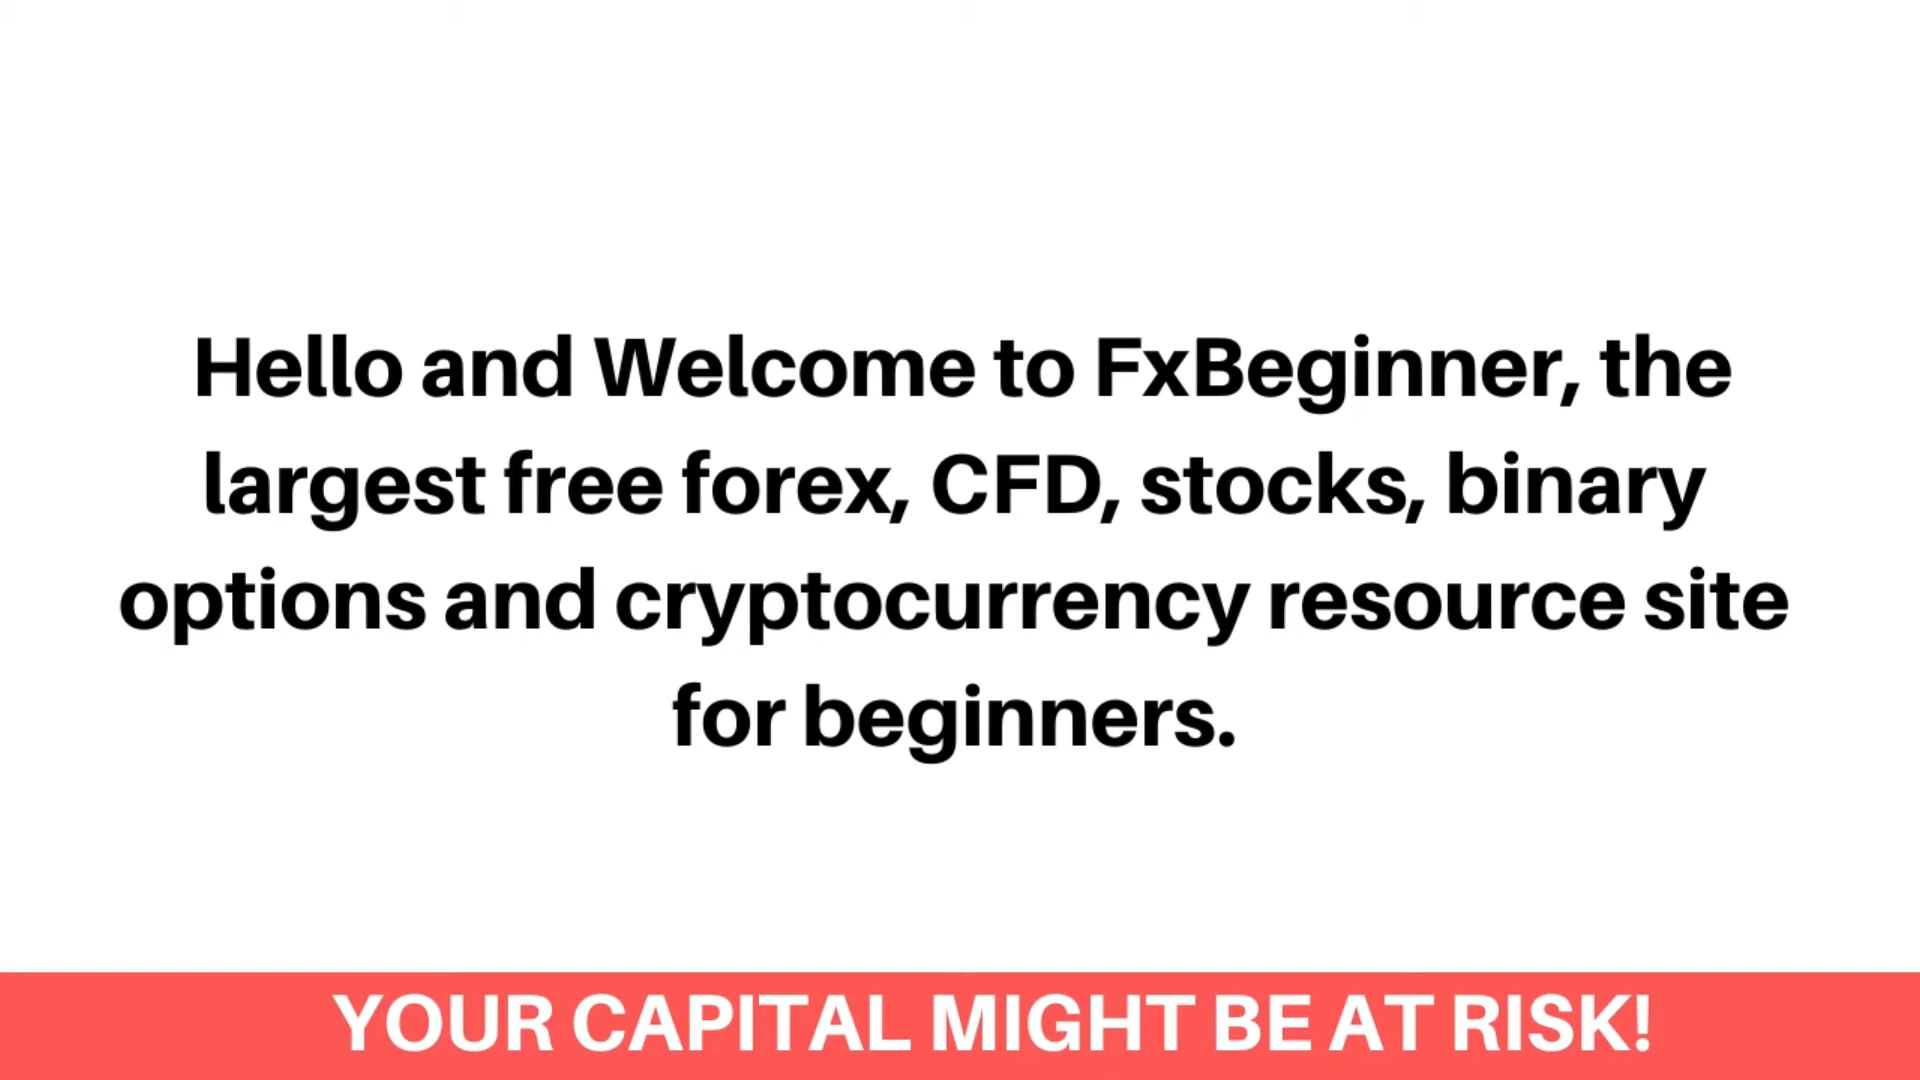 Hello and Welcome to FxBeginner, the
largest free forex, CFD, stocks, binary
options and cryptocurrency resource site
for beginners.
YOUR CAPITAL MIGHT BE AT RISK!